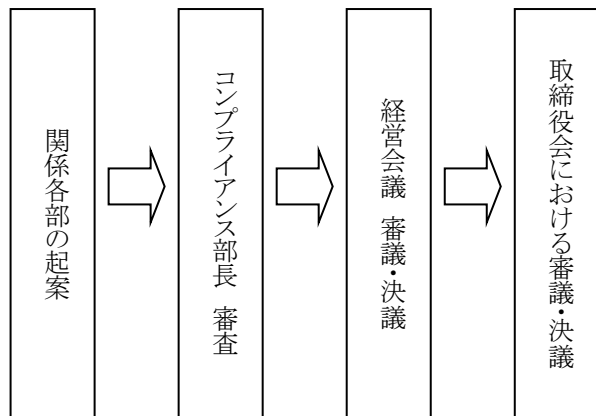 関係各部の起案
コンプライアンス部長 審査
経営会議 審議・決議
取締役会における審議・決議